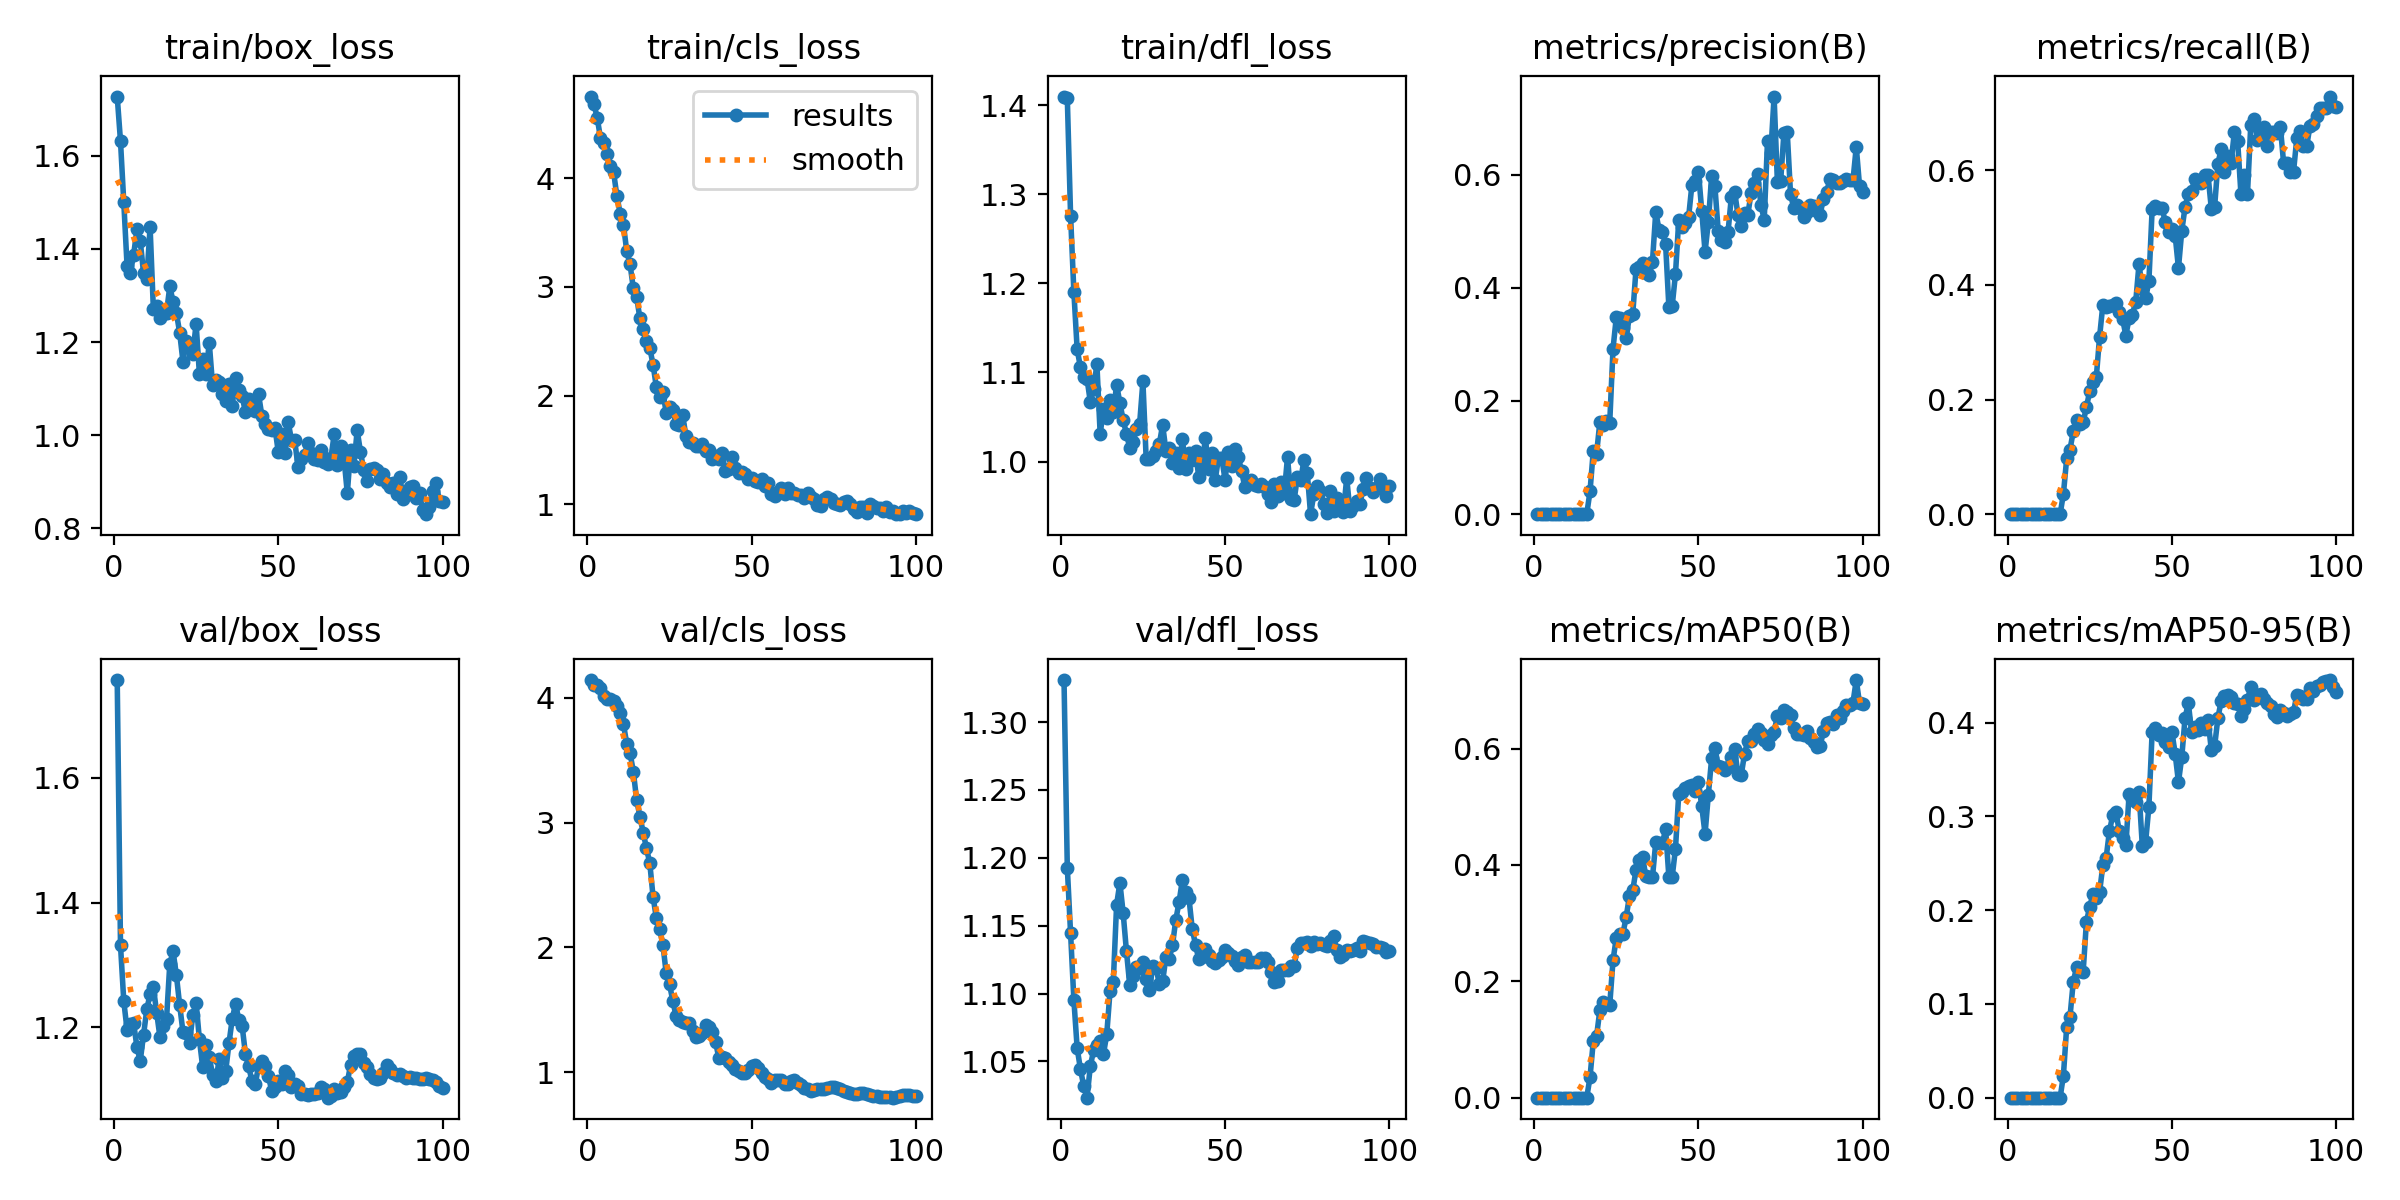 train/box_loss
1.6
1.4
1.2
1.0
0.8
0 50 100
train/cls_loss
results
smooth
4
3
2
1
0 50 100
train/dfl_loss
1.4
1.3
1.2
1.1
1.0
0 50 100
metrics/precision(B)
0.6
0.4
0.2
0.0
0 50 100
metrics/recall(B)
0.6
0.4
0.2
0.0
0 50 100
val/box_loss
1.6
1.4
1.2
0 50 100
val/cls_loss
4
3
2
1
0 50 100
val/dfl_loss
1.30
1.25
1.20
1.15
1.10
1.05
0 50 100
metrics/mAP50(B)
0.6
0.4
0.2
0.0
0 50 100
metrics/mAP50-95(B)
0.4
0.3
0.2
0.1
0.0
0 50 100